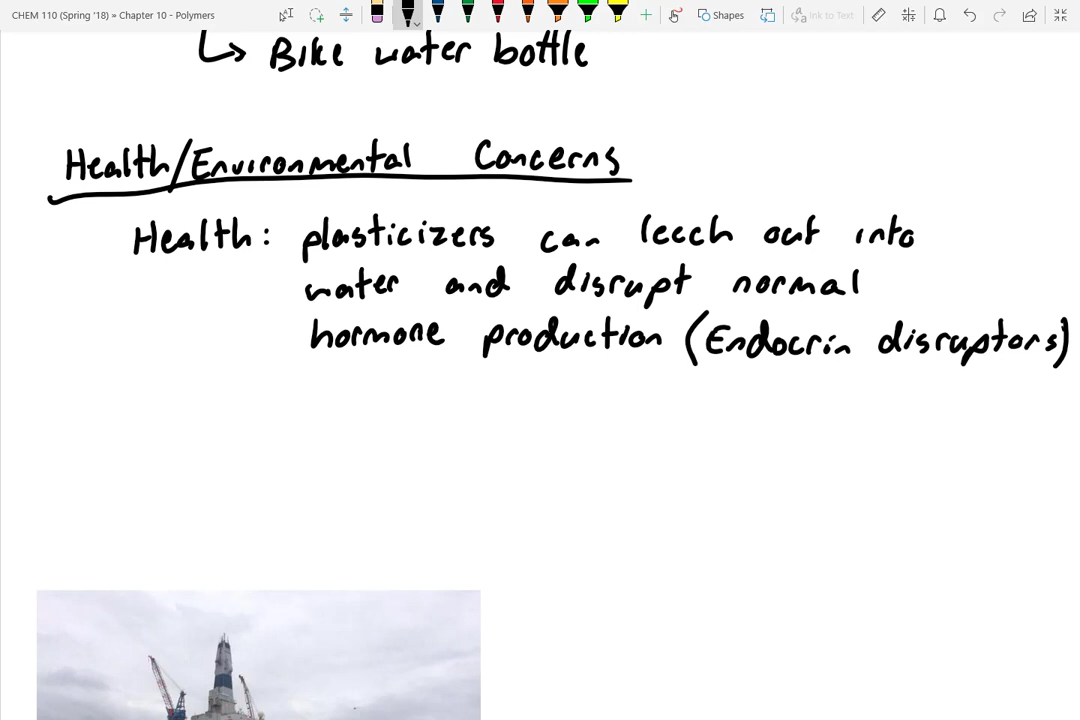 CHEM 110 (Spring '18) » Chapter 10 - Polymers
Shapes
Ink to Text
↳ Bike water bottle
Health/Environmental Concerns
Health: plasticizers can leech out into
water and disrupt normal
hormone production (Endocrin disruptors)